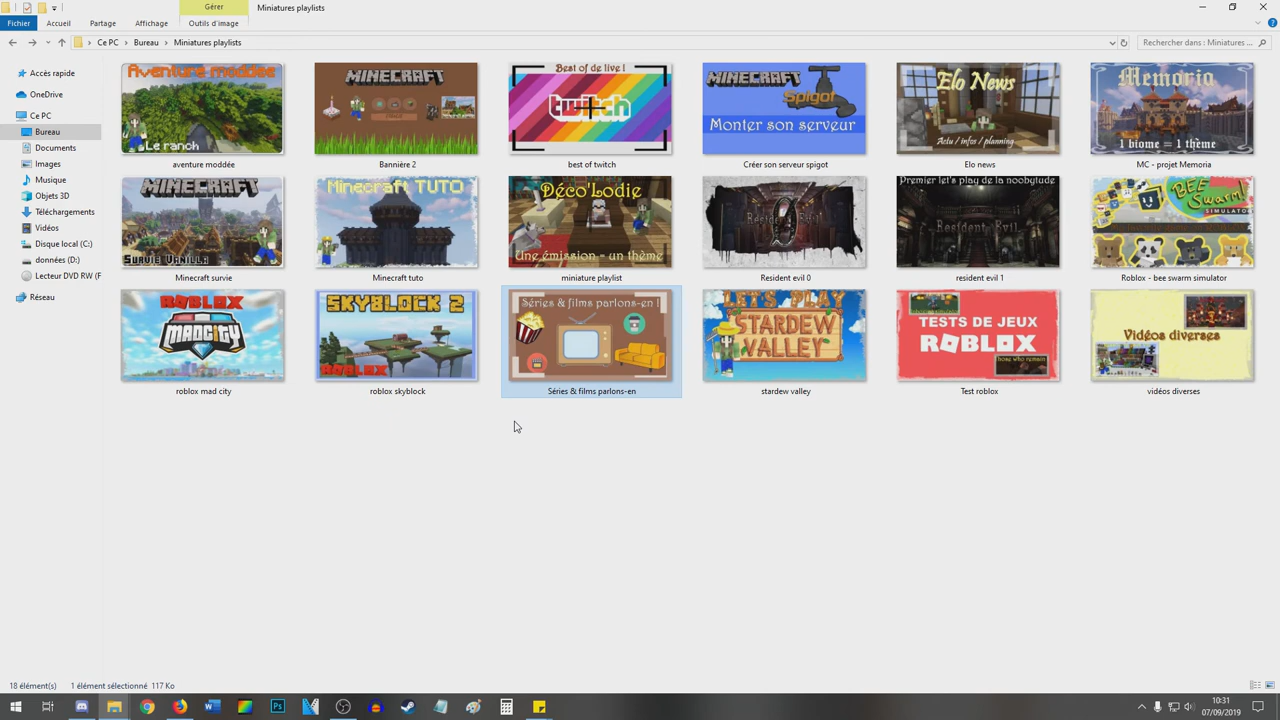 Gérer
Miniatures playlists
Fichier
Accueil
Partage
Affichage
Outils d'image
Ce PC
Bureau
Miniatures playlists
Rechercher dans : Miniatures ...
Accès rapide
OneDrive
Ce PC
Bureau
Documents
Images
Musique
Objets 3D
Téléchargements
Vidéos
Disque local (C:)
données (D:)
Lecteur DVD RW (F
Réseau
Aventure moddée
Le ranch
aventure moddée
MINECRAFT
Bannière 2
Best of de live !
twitch
best of twitch
MINECRAFT
Spigot
Monter son serveur
Créer son serveur spigot
Elo News
Actu / infos / planning
Elo news
Memoria
1 biome = 1 thème
MC - projet Memoria
MINECRAFT
SURVIE VANILLA
Minecraft survie
Minecraft TUTO
Minecraft tuto
Déco'Lodie
Une émission - un thème
miniature playlist
Resident Evil
0
Resident evil 0
Premier let's play de la noobytude
Resident Evil
resident evil 1
BEE
Swarm!
SIMULATOR
Roblox - bee swarm simulator
ROBLOX
MADCITY
roblox mad city
SKYBLOCK 2
ROBLOX
roblox skyblock
Séries & films parlons-en !
Séries & films parlons-en
LET'S PLAY
STARDEW
VALLEY
stardew valley
TESTS DE JEUX
ROBLOX
those who remain
Test roblox
Vidéos diverses
vidéos diverses
18 élément(s)
1 élément sélectionné 117 Ko
Ps
10:31
07/09/2019